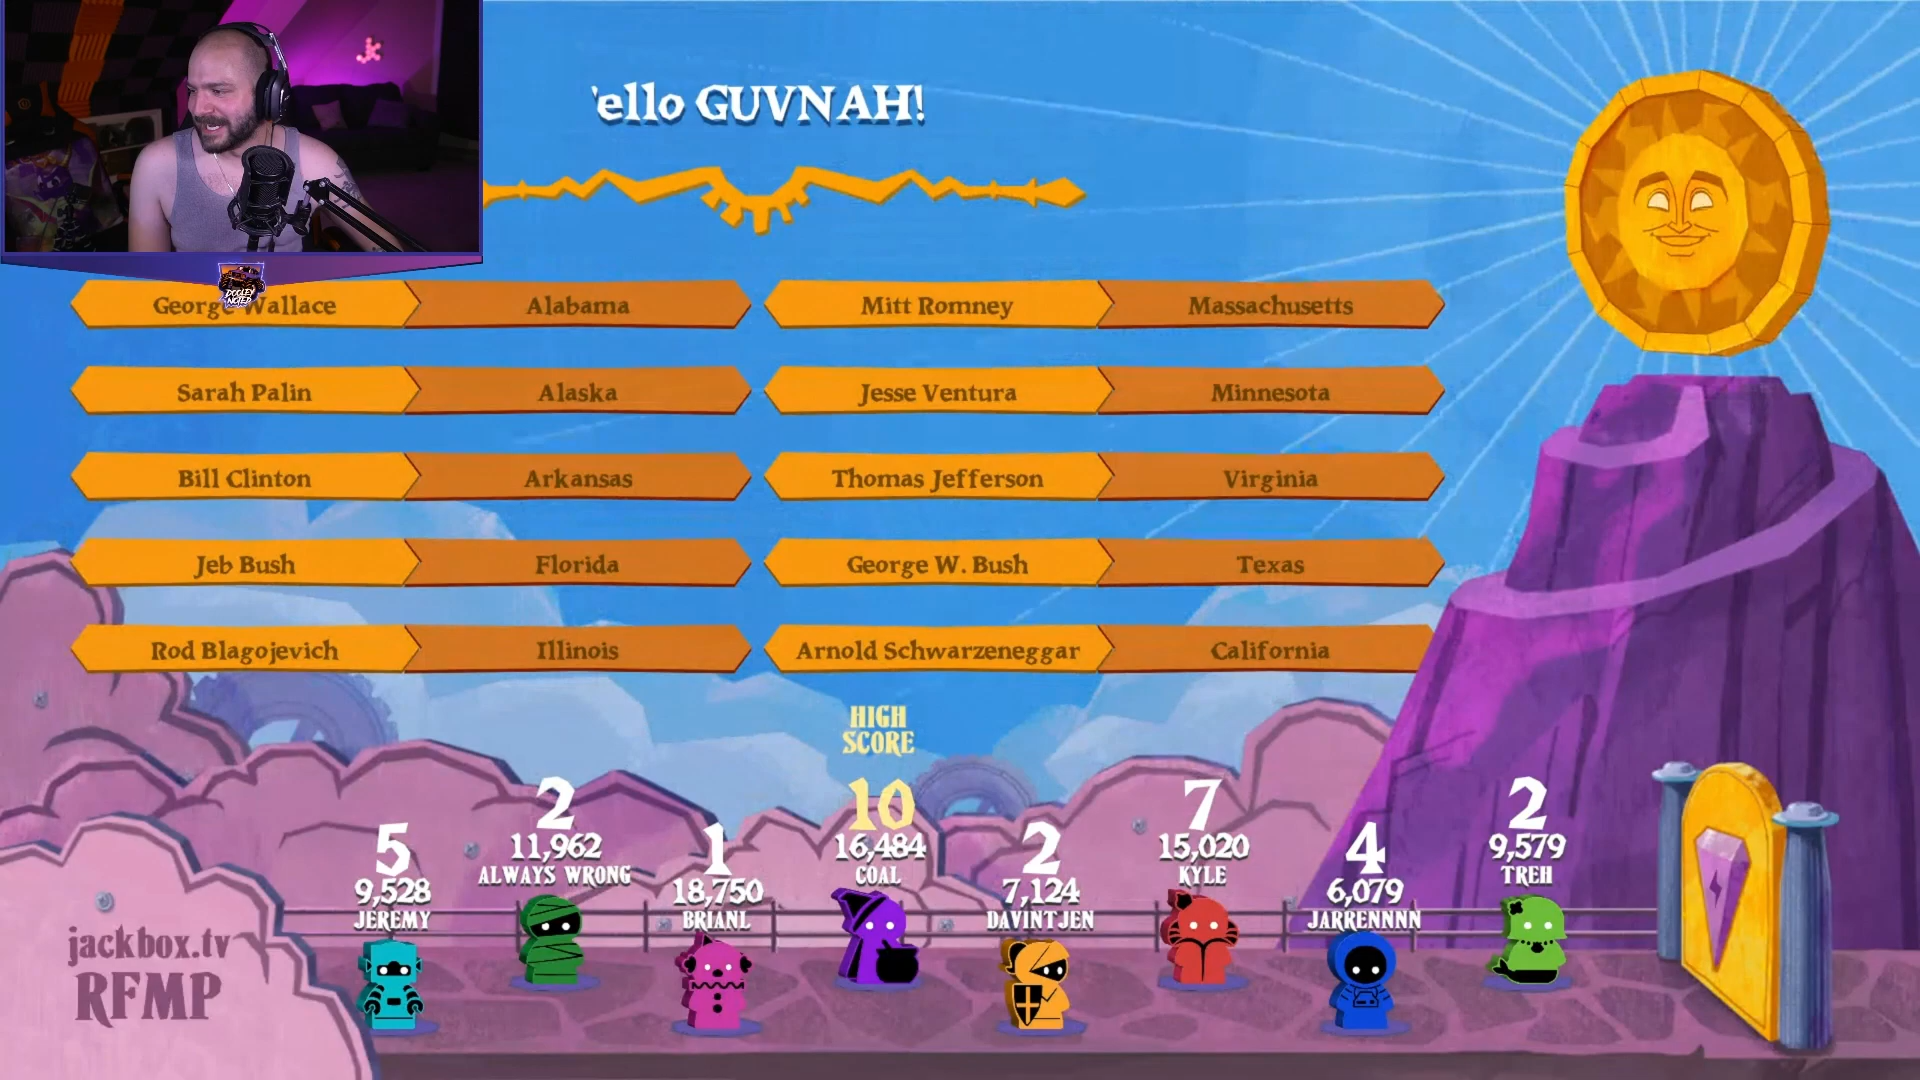 'ello GUVNAH!
DOOLEY
NOTED
George Wallace Alabama Mitt Romney Massachusetts
Sarah Palin Alaska Jesse Ventura Minnesota
Bill Clinton Arkansas Thomas Jefferson Virginia
Jeb Bush Florida George W. Bush Texas
Rod Blagojevich Illinois Arnold Schwarzeneggar California
HIGH
SCORE
5 2 1 10 2 7 4 2
9,528 11,962 18,750 16,484 7,124 15,020 6,079 9,579
JEREMY ALWAYS WRONG BRIANL COAL DAVINTJEN KYLE JARRENNNN TREH
jackbox.tv
RFMP